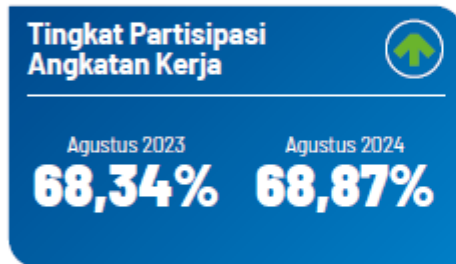 Tingkat Partisipasi
Angkatan Kerja
Agustus 2023
68,34%
Agustus 2024
68,87%